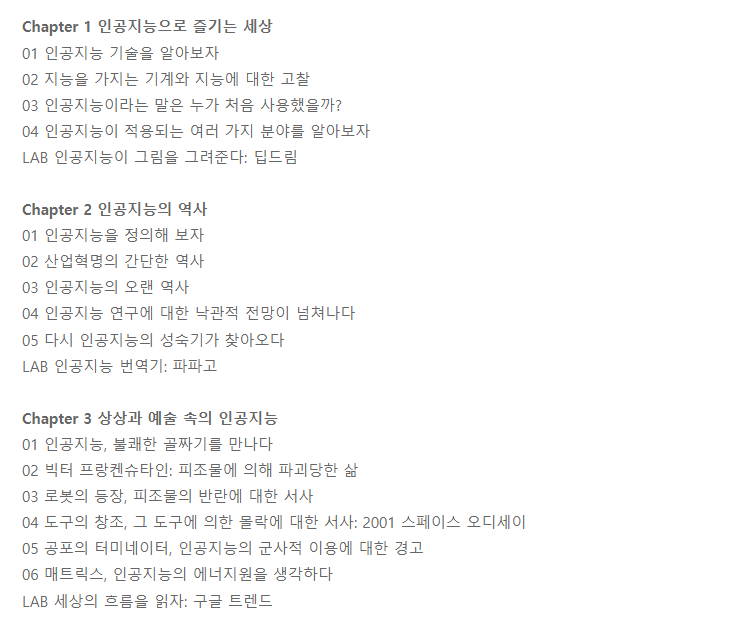 Chapter 1 인공지능으로 즐기는 세상
01 인공지능 기술을 알아보자
02 지능을 가지는 기계와 지능에 대한 고찰
03 인공지능이라는 말은 누가 처음 사용했을까?
04 인공지능이 적용되는 여러 가지 분야를 알아보자
LAB 인공지능이 그림을 그려준다: 딥드림
Chapter 2 인공지능의 역사
01 인공지능을 정의해 보자
02 산업혁명의 간단한 역사
03 인공지능의 오랜 역사
04 인공지능 연구에 대한 낙관적 전망이 넘쳐나다
05 다시 인공지능의 성숙기가 찾아오다
LAB 인공지능 번역기: 파파고
Chapter 3 상상과 예술 속의 인공지능
01 인공지능, 불쾌한 골짜기를 만나다
02 빅터 프랑켄슈타인: 피조물에 의해 파괴당한 삶
03 로봇의 등장, 피조물의 반란에 대한 서사
04 도구의 창조, 그 도구에 의한 몰락에 대한 서사: 2001 스페이스 오디세이
05 공포의 터미네이터, 인공지능의 군사적 이용에 대한 경고
06 매트릭스, 인공지능의 에너지원을 생각하다
LAB 세상의 흐름을 읽자: 구글 트렌드